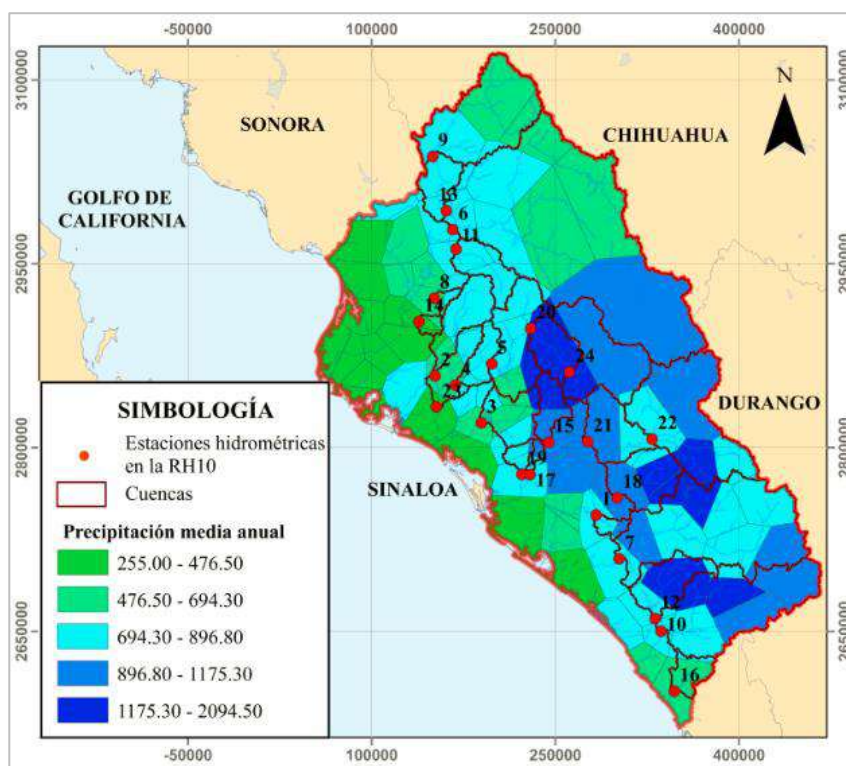 -50000 100000 250000 400000
N
3100000 3100000
SONORA
CHIHUAHUA
9
GOLFO DE
CALIFORNIA
13
6
11
2950000 2950000
8
14
20
5
24
2
4
23
DURANGO
3
22
15
21
2800000 2800000
19
17
SINALOA
18
1
7
12
10
2650000 2650000
16
SIMBOLOGÍA
Estaciones hidrométricas
en la RH10
Cuencas
Precipitación media anual
255.00 - 476.50
476.50 - 694.30
694.30 - 896.80
896.80 - 1175.30
1175.30 - 2094.50
-50000 100000 250000 400000